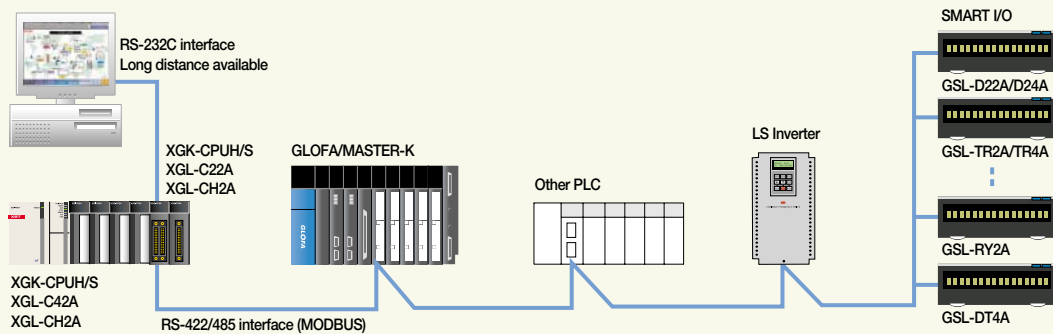 RS-232C interface
Long distance available
XGK-CPUH/S
XGL-C22A
XGL-CH2A
XGK-CPUH/S
XGL-C42A
XGL-CH2A
RS-422/485 interface (MODBUS)
GLOFA/MASTER-K
GLOFA
Other PLC
LS Inverter
SMART I/O
GSL-D22A/D24A
GSL-TR2A/TR4A
GSL-RY2A
GSL-DT4A